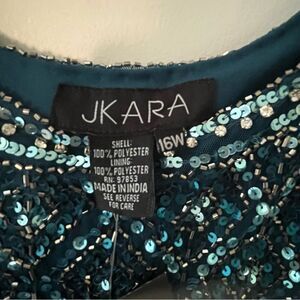 JKARA
16W
SHELL:
100% POLYESTER
LINING:
100% POLYESTER
RN: 97853
MADE IN INDIA
SEE REVERSE
FOR CARE